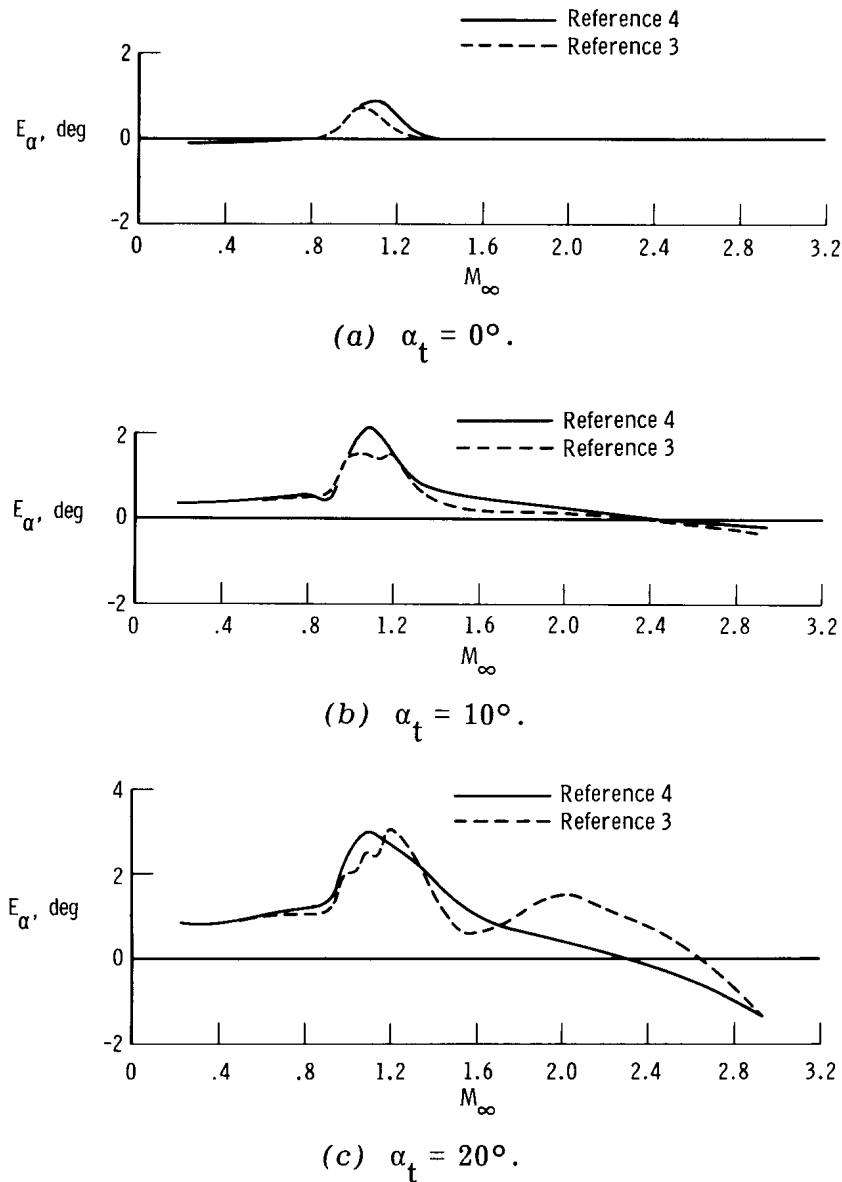 Reference 4
Reference 3
2
E_α, deg
0
-2
0 .4 .8 1.2 1.6 2.0 2.4 2.8 3.2
M_∞
(a) α_t = 0°.
Reference 4
Reference 3
2
E_α, deg
0
-2
0 .4 .8 1.2 1.6 2.0 2.4 2.8 3.2
M_∞
(b) α_t = 10°.
4
Reference 4
Reference 3
2
E_α, deg
0
-2
0 .4 .8 1.2 1.6 2.0 2.4 2.8 3.2
M_∞
(c) α_t = 20°.